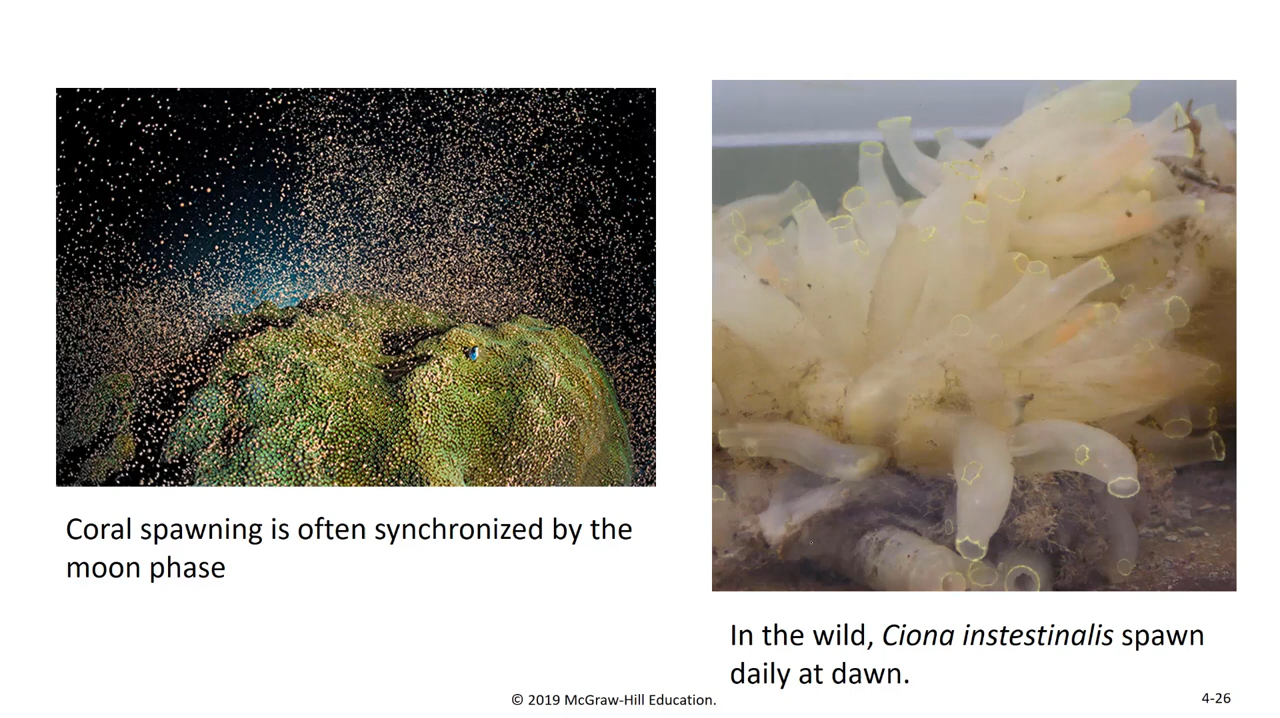 Coral spawning is often synchronized by the
moon phase
In the wild, Ciona instestinalis spawn
daily at dawn.
© 2019 McGraw-Hill Education.
4-26